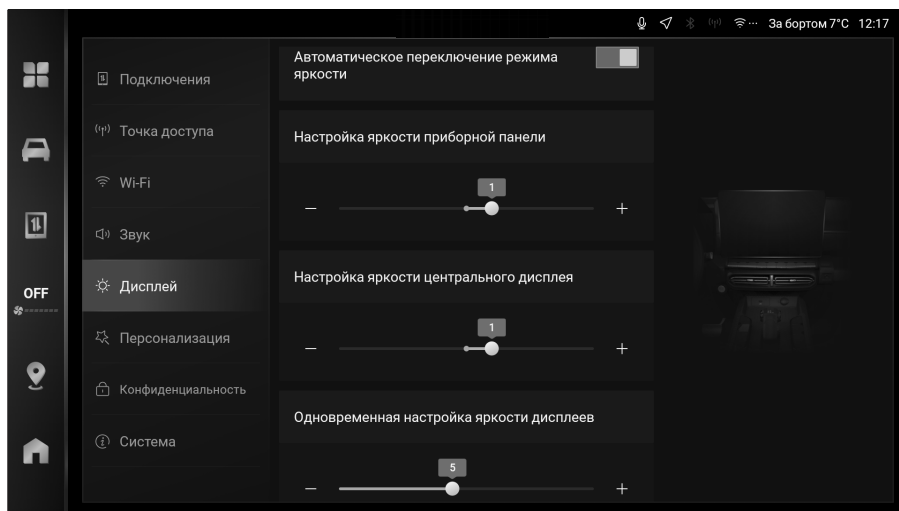 За бортом 7°C 12:17
Автоматическое переключение режима
яркости
Подключения
Точка доступа
Wi-Fi
Звук
Дисплей
Персонализация
Конфиденциальность
Система
OFF
Настройка яркости приборной панели
1
− +
Настройка яркости центрального дисплея
1
− +
Одновременная настройка яркости дисплеев
5
− +